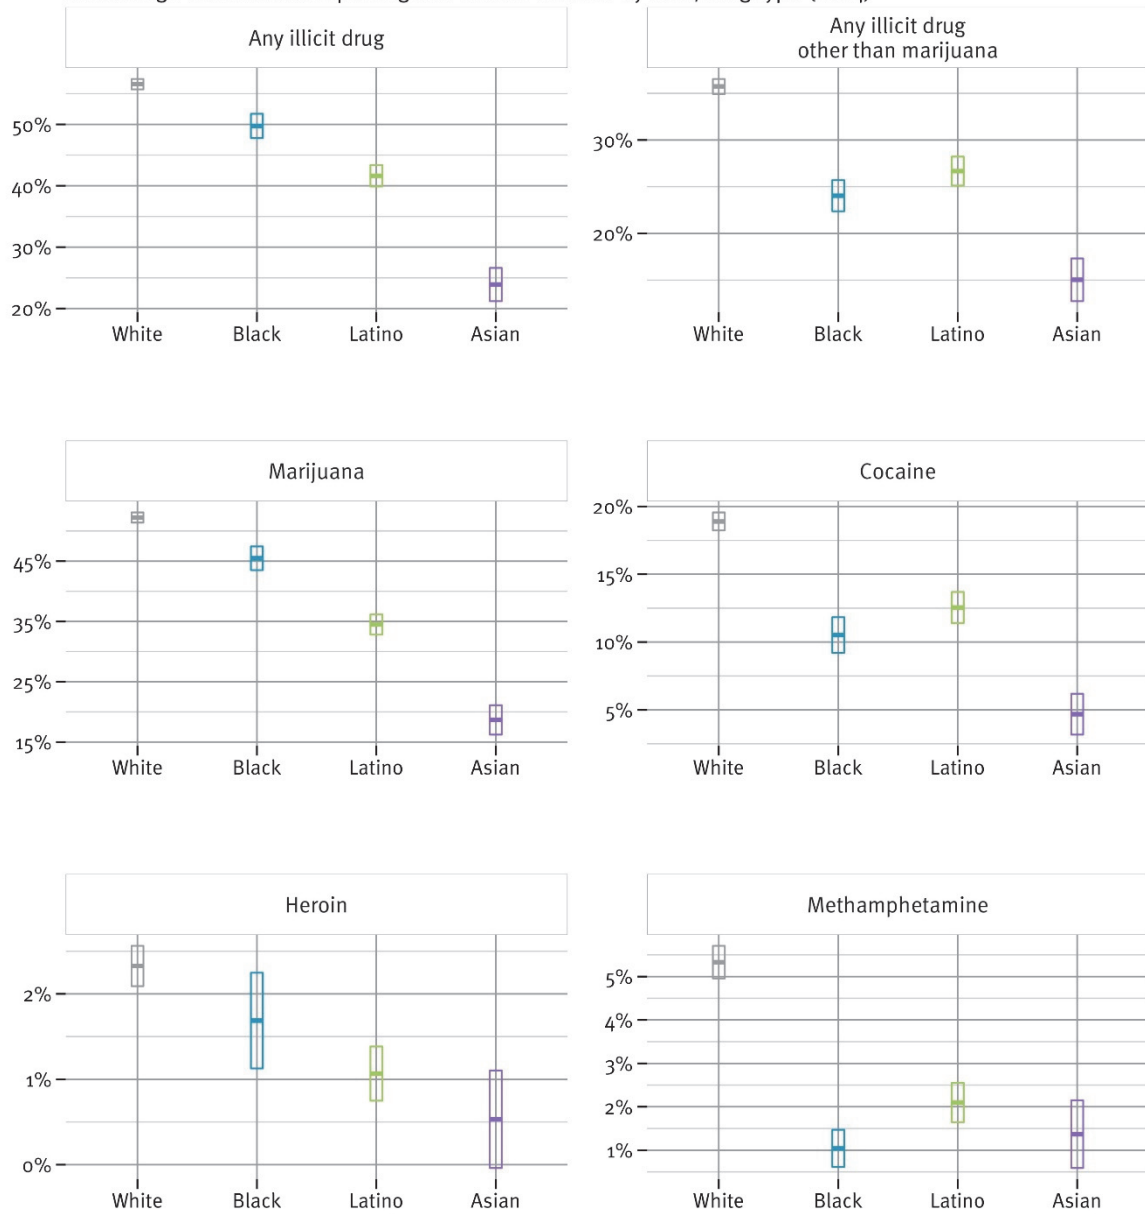 Any illicit drug
50%
40%
30%
20%
White Black Latino Asian
Any illicit drug
other than marijuana
30%
20%
White Black Latino Asian
Marijuana
45%
35%
25%
15%
White Black Latino Asian
Cocaine
20%
15%
10%
5%
White Black Latino Asian
Heroin
2%
1%
0%
White Black Latino Asian
Methamphetamine
5%
4%
3%
2%
1%
White Black Latino Asian